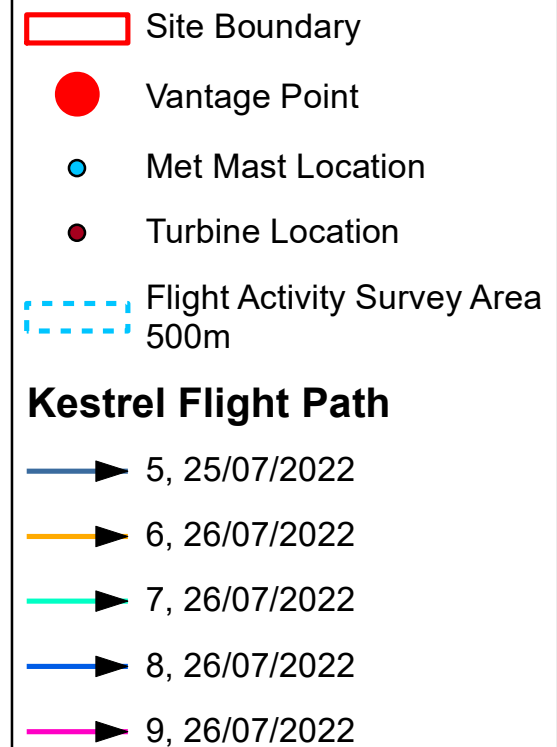 Site Boundary
Vantage Point
Met Mast Location
Turbine Location
Flight Activity Survey Area
500m
Kestrel Flight Path
5, 25/07/2022
6, 26/07/2022
7, 26/07/2022
8, 26/07/2022
9, 26/07/2022